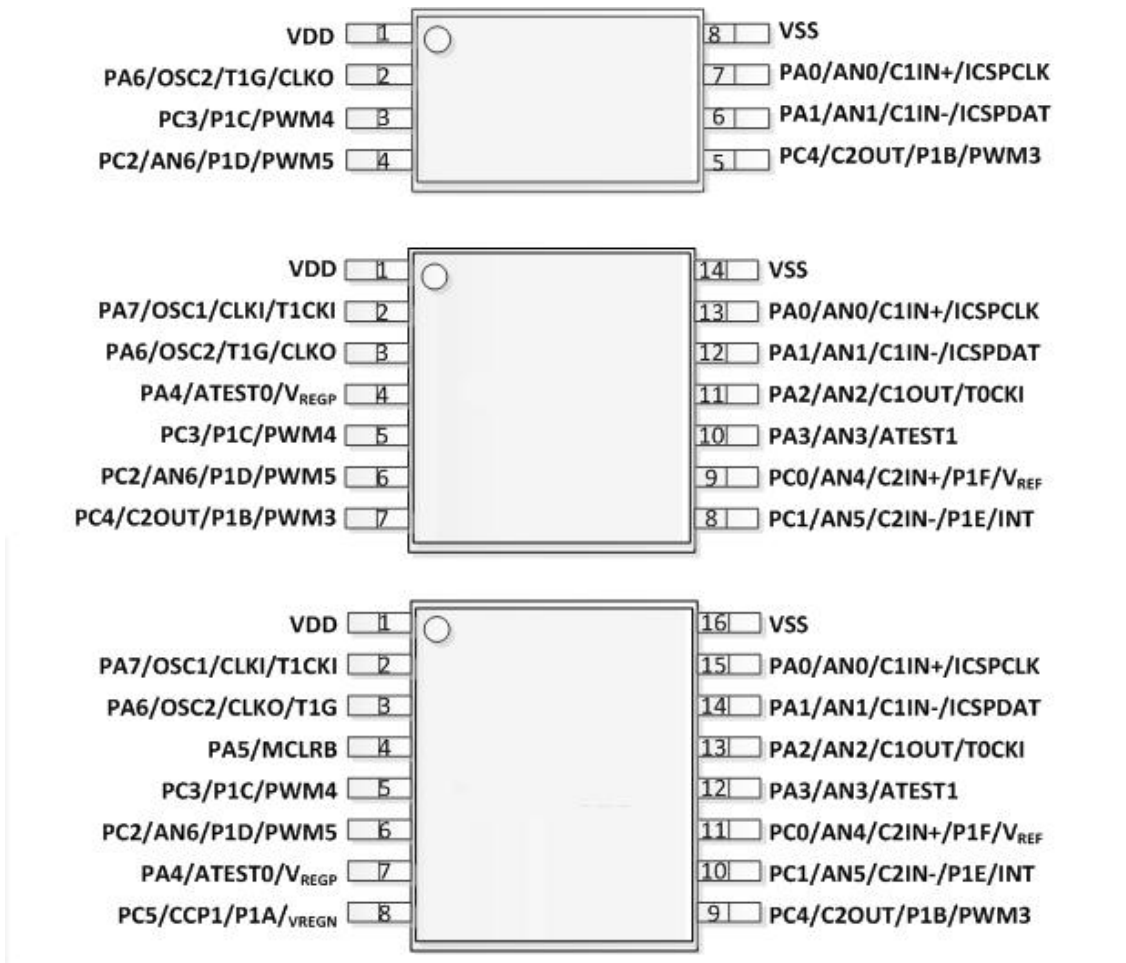 VDD 1 8 VSS
PA6/OSC2/T1G/CLKO 2 7 PA0/AN0/C1IN+/ICSPCLK
PC3/P1C/PWM4 3 6 PA1/AN1/C1IN-/ICSPDAT
PC2/AN6/P1D/PWM5 4 5 PC4/C2OUT/P1B/PWM3
VDD 1 14 VSS
PA7/OSC1/CLKI/T1CKI 2 13 PA0/AN0/C1IN+/ICSPCLK
PA6/OSC2/T1G/CLKO 3 12 PA1/AN1/C1IN-/ICSPDAT
PA4/ATEST0/VREGP 4 11 PA2/AN2/C1OUT/T0CKI
PC3/P1C/PWM4 5 10 PA3/AN3/ATEST1
PC2/AN6/P1D/PWM5 6 9 PC0/AN4/C2IN+/P1F/VREF
PC4/C2OUT/P1B/PWM3 7 8 PC1/AN5/C2IN-/P1E/INT
VDD 1 16 VSS
PA7/OSC1/CLKI/T1CKI 2 15 PA0/AN0/C1IN+/ICSPCLK
PA6/OSC2/CLKO/T1G 3 14 PA1/AN1/C1IN-/ICSPDAT
PA5/MCLRB 4 13 PA2/AN2/C1OUT/T0CKI
PC3/P1C/PWM4 5 12 PA3/AN3/ATEST1
PC2/AN6/P1D/PWM5 6 11 PC0/AN4/C2IN+/P1F/VREF
PA4/ATEST0/VREGP 7 10 PC1/AN5/C2IN-/P1E/INT
PC5/CCP1/P1A/VREGN 8 9 PC4/C2OUT/P1B/PWM3